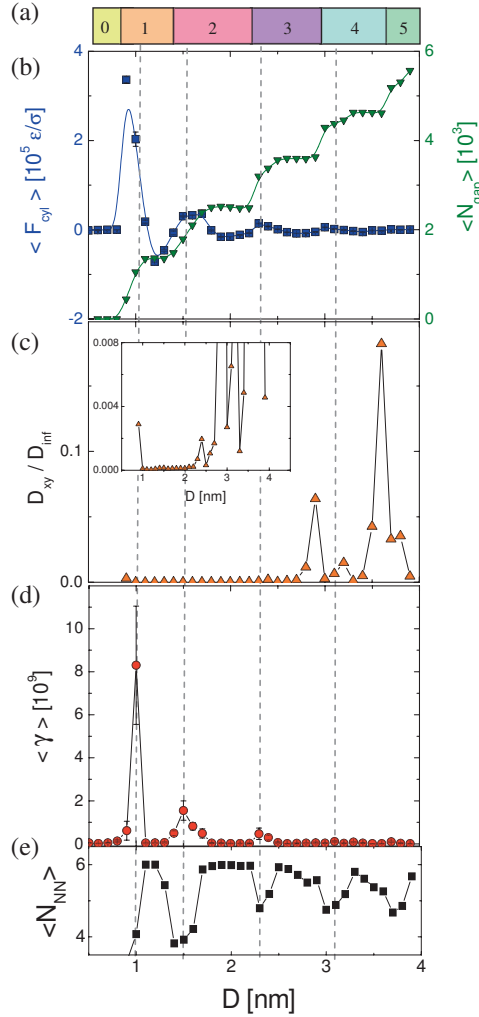 (a)
0 1 2 3 4 5
(b)
4
2
0
-2
< F_cyl > [10^5 ε/σ]
6
4
2
0
<N_gap> [10^3]
(c)
0.1
0.0
D_xy / D_inf
0.008
0.004
0.000
1 2 3 4
D [nm]
(d)
10
8
6
4
2
0
< γ > [10^9]
(e)
6
4
<N_NN>
1 2 3 4
D [nm]